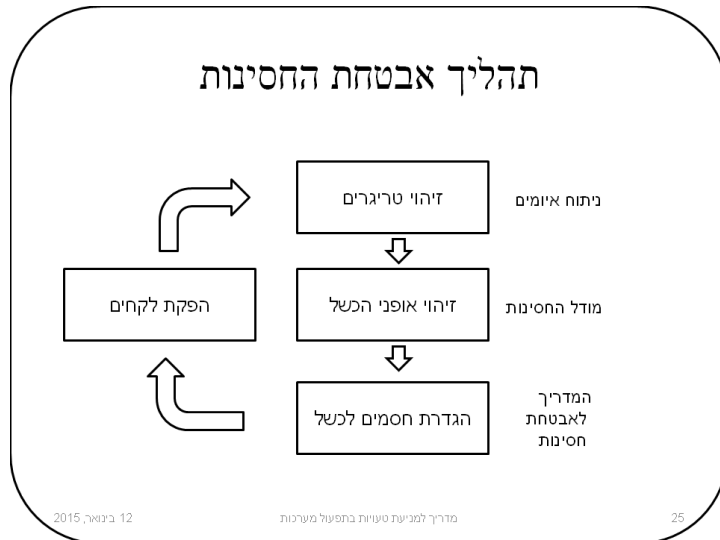 תהליך אבטחת החסינות
זיהוי טריגרים
ניתוח איומים
זיהוי אופני הכשל
מודל החסינות
הפקת לקחים
הגדרת חסמים לכשל
המדריך
לאבטחת
חסינות
25
מדריך למניעת טעויות בתפעול מערכות
12 בינואר, 2015